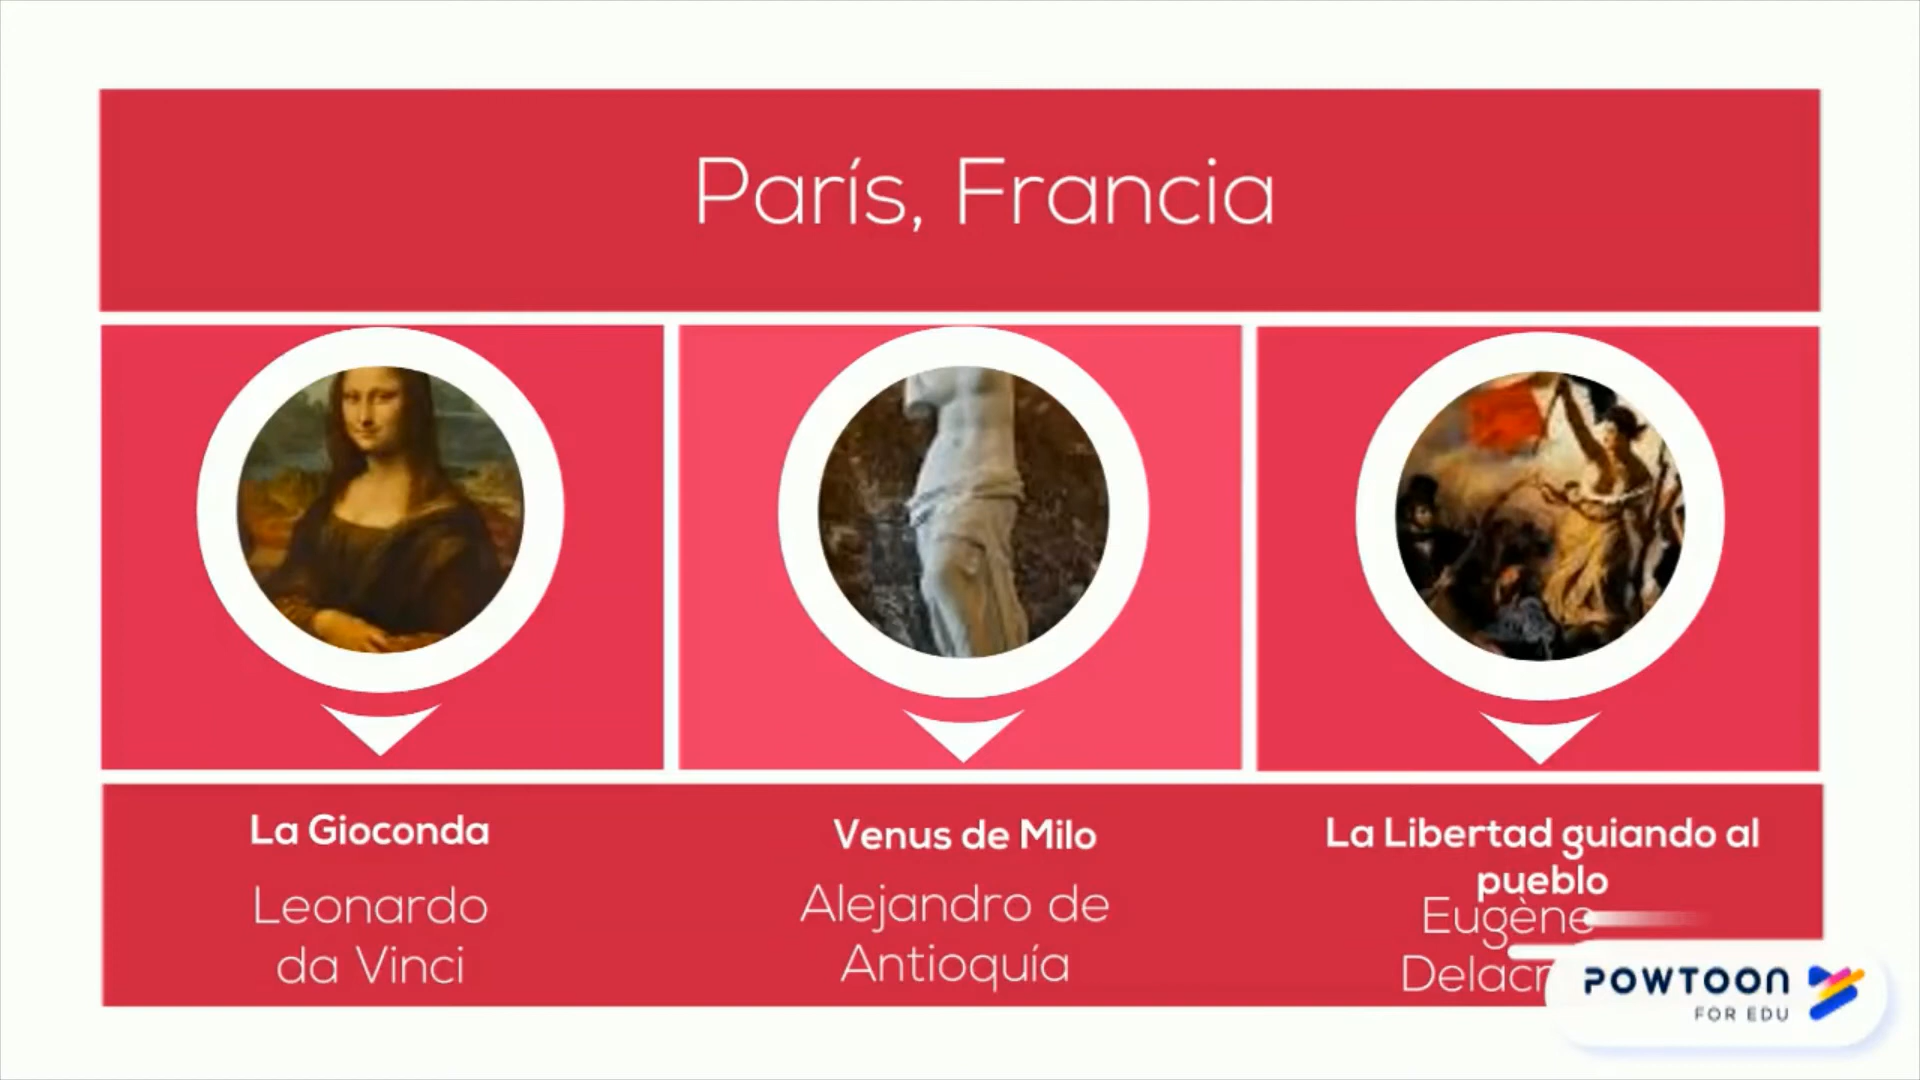 París, Francia
La Gioconda
Leonardo
da Vinci
Venus de Milo
Alejandro de
Antioquía
La Libertad guiando al
pueblo
Eugène
POWTOON
FOR EDU